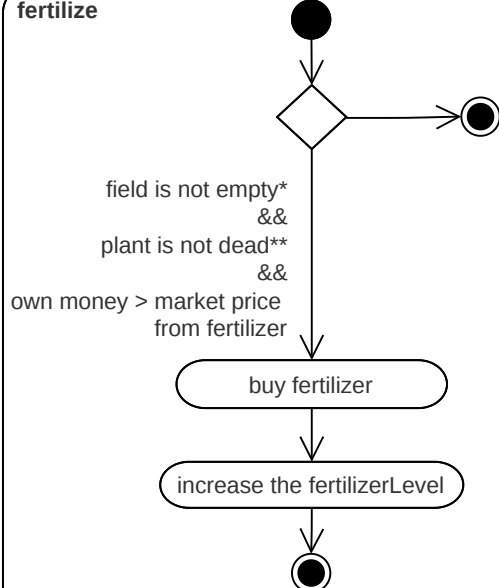 fertilize
field is not empty*
&&
plant is not dead**
&&
own money > market price
from fertilizer
buy fertilizer
increase the fertilizerLevel